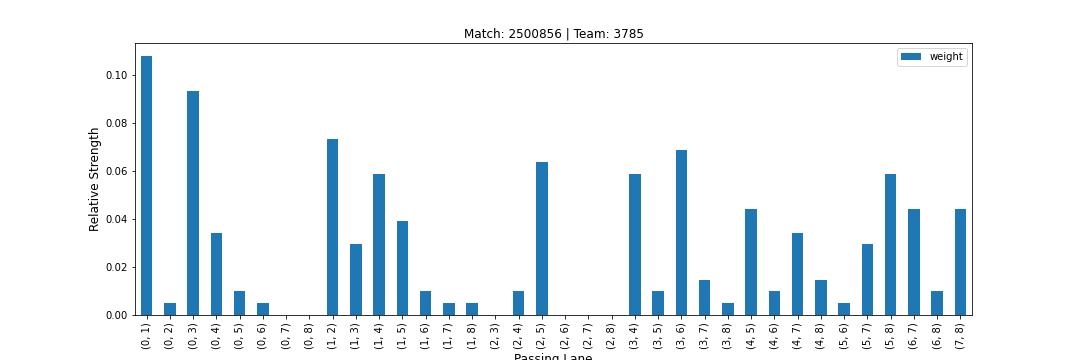 Match: 2500856 | Team: 3785
weight
Relative Strength
0.10
0.08
0.06
0.04
0.02
0.00
(0, 1) (0, 2) (0, 3) (0, 4) (0, 5) (0, 6) (0, 7) (0, 8) (1, 2) (1, 3) (1, 4) (1, 5) (1, 6) (1, 7) (1, 8) (2, 3) (2, 4) (2, 5) (2, 6) (2, 7) (2, 8) (3, 4) (3, 5) (3, 6) (3, 7) (3, 8) (4, 5) (4, 6) (4, 7) (4, 8) (5, 6) (5, 7) (5, 8) (6, 7) (6, 8) (7, 8)
Passing Lane